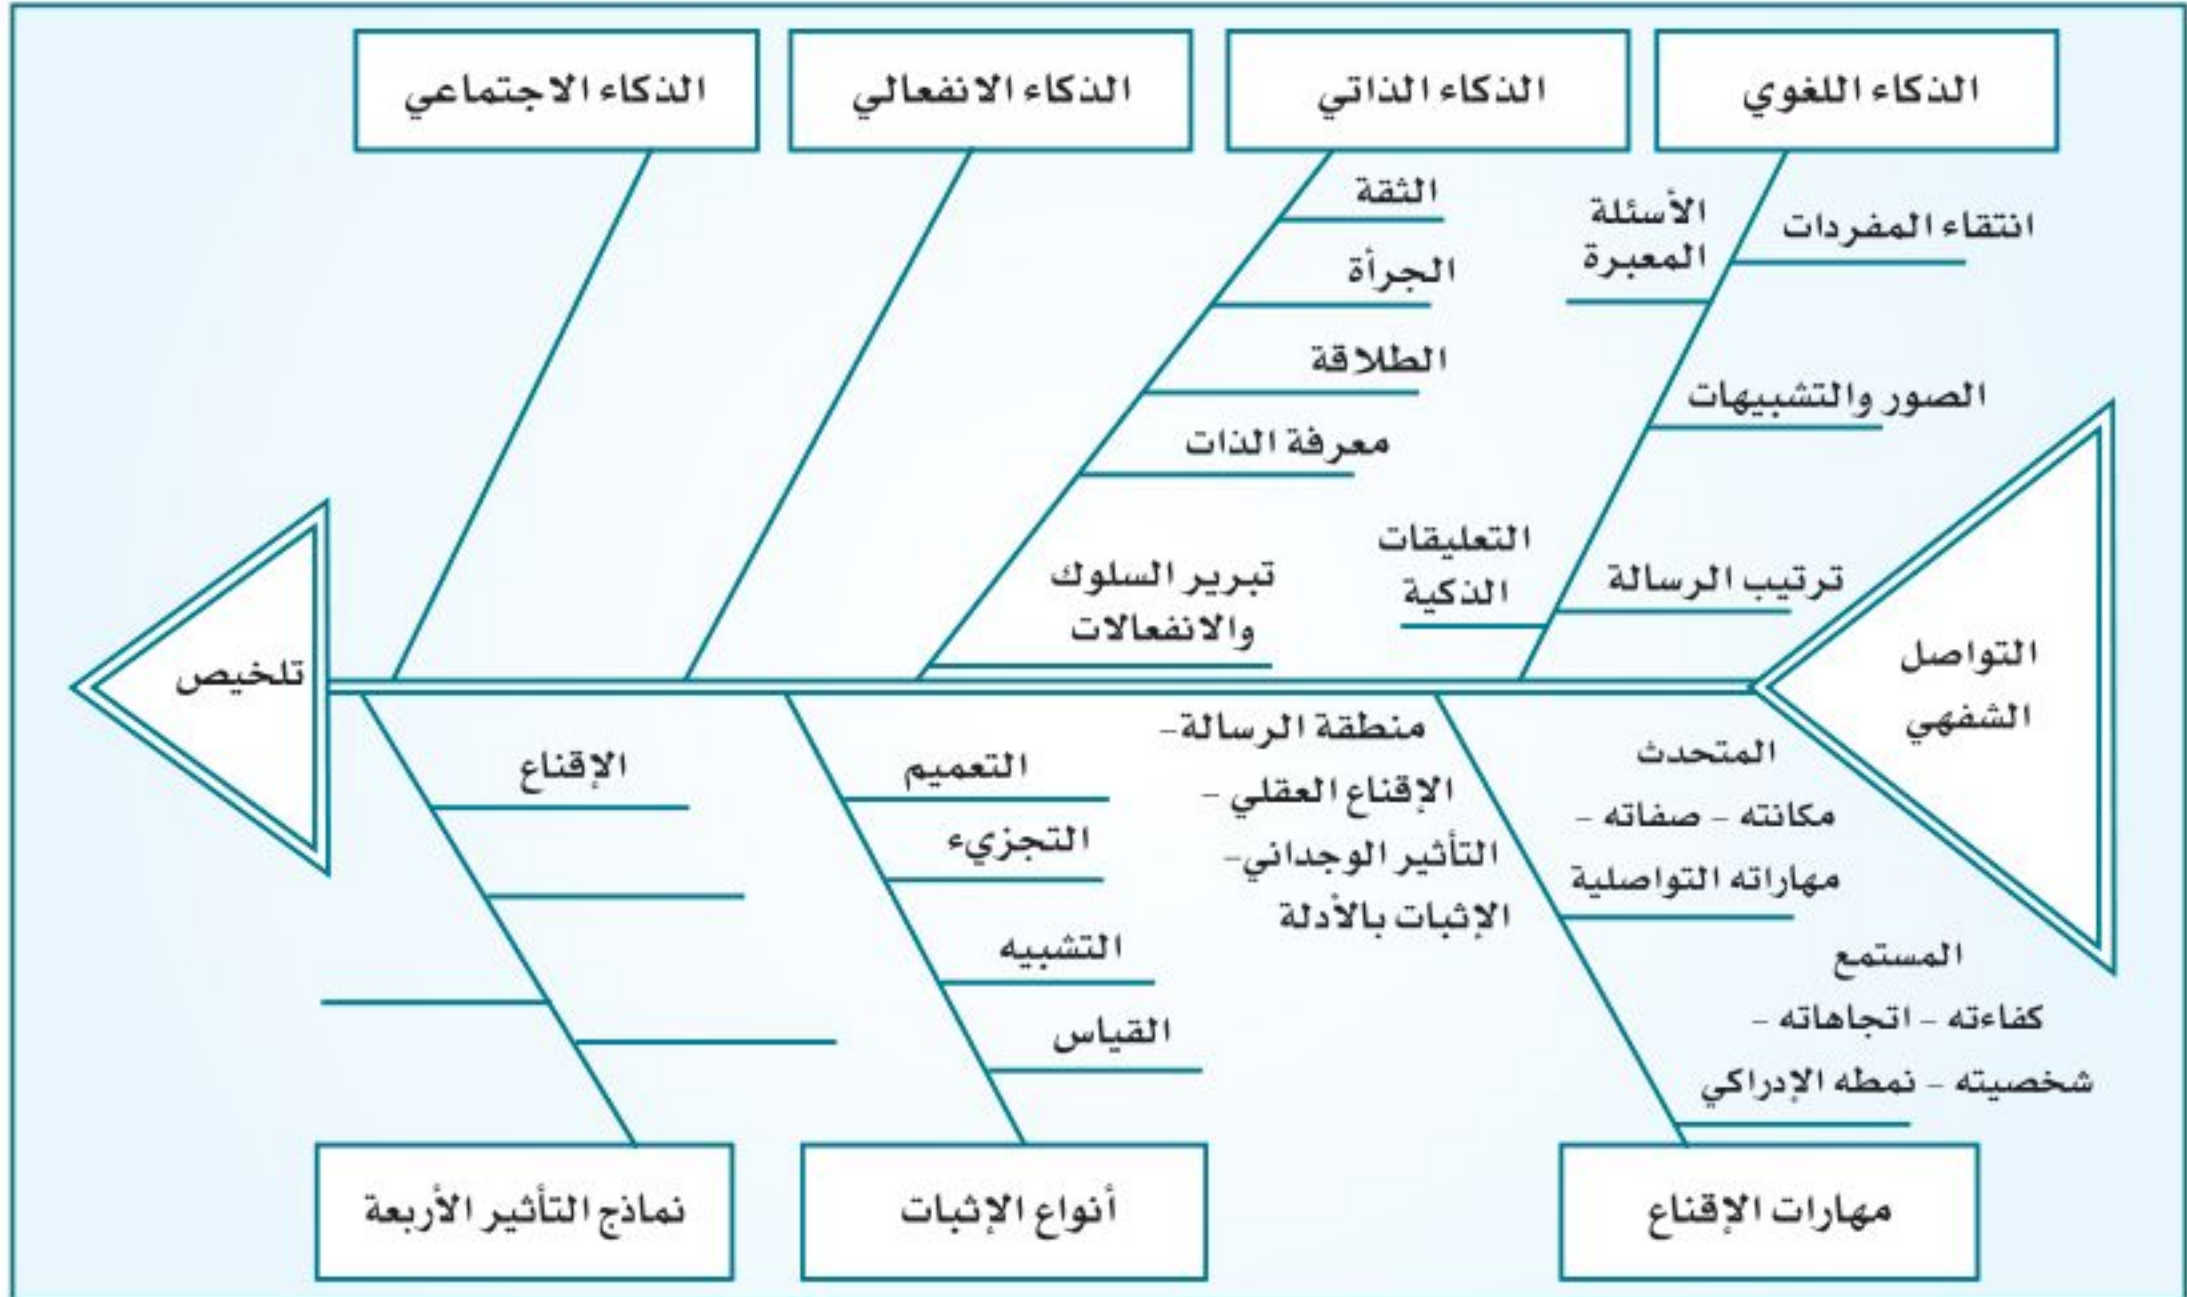 الذكاء اللغوي
الذكاء الذاتي
الذكاء الانفعالي
الذكاء الاجتماعي
انتقاء المفردات
الأسئلة
المعبرة
الصور والتشبيهات
ترتيب الرسالة
التعليقات
الذكية
الثقة
الجرأة
الطلاقة
معرفة الذات
تبرير السلوك
والانفعالات
التواصل
الشفهي
تلخيص
المتحدث
مكانته - صفاته -
مهاراته التواصلية
المستمع
كفاءته - اتجاهاته -
شخصيته - نمطه الإدراكي
منطقة الرسالة-
الإقناع العقلي -
التأثير الوجداني-
الإثبات بالأدلة
التعميم
التجزيء
التشبيه
القياس
الإقناع
مهارات الإقناع
أنواع الإثبات
نماذج التأثير الأربعة